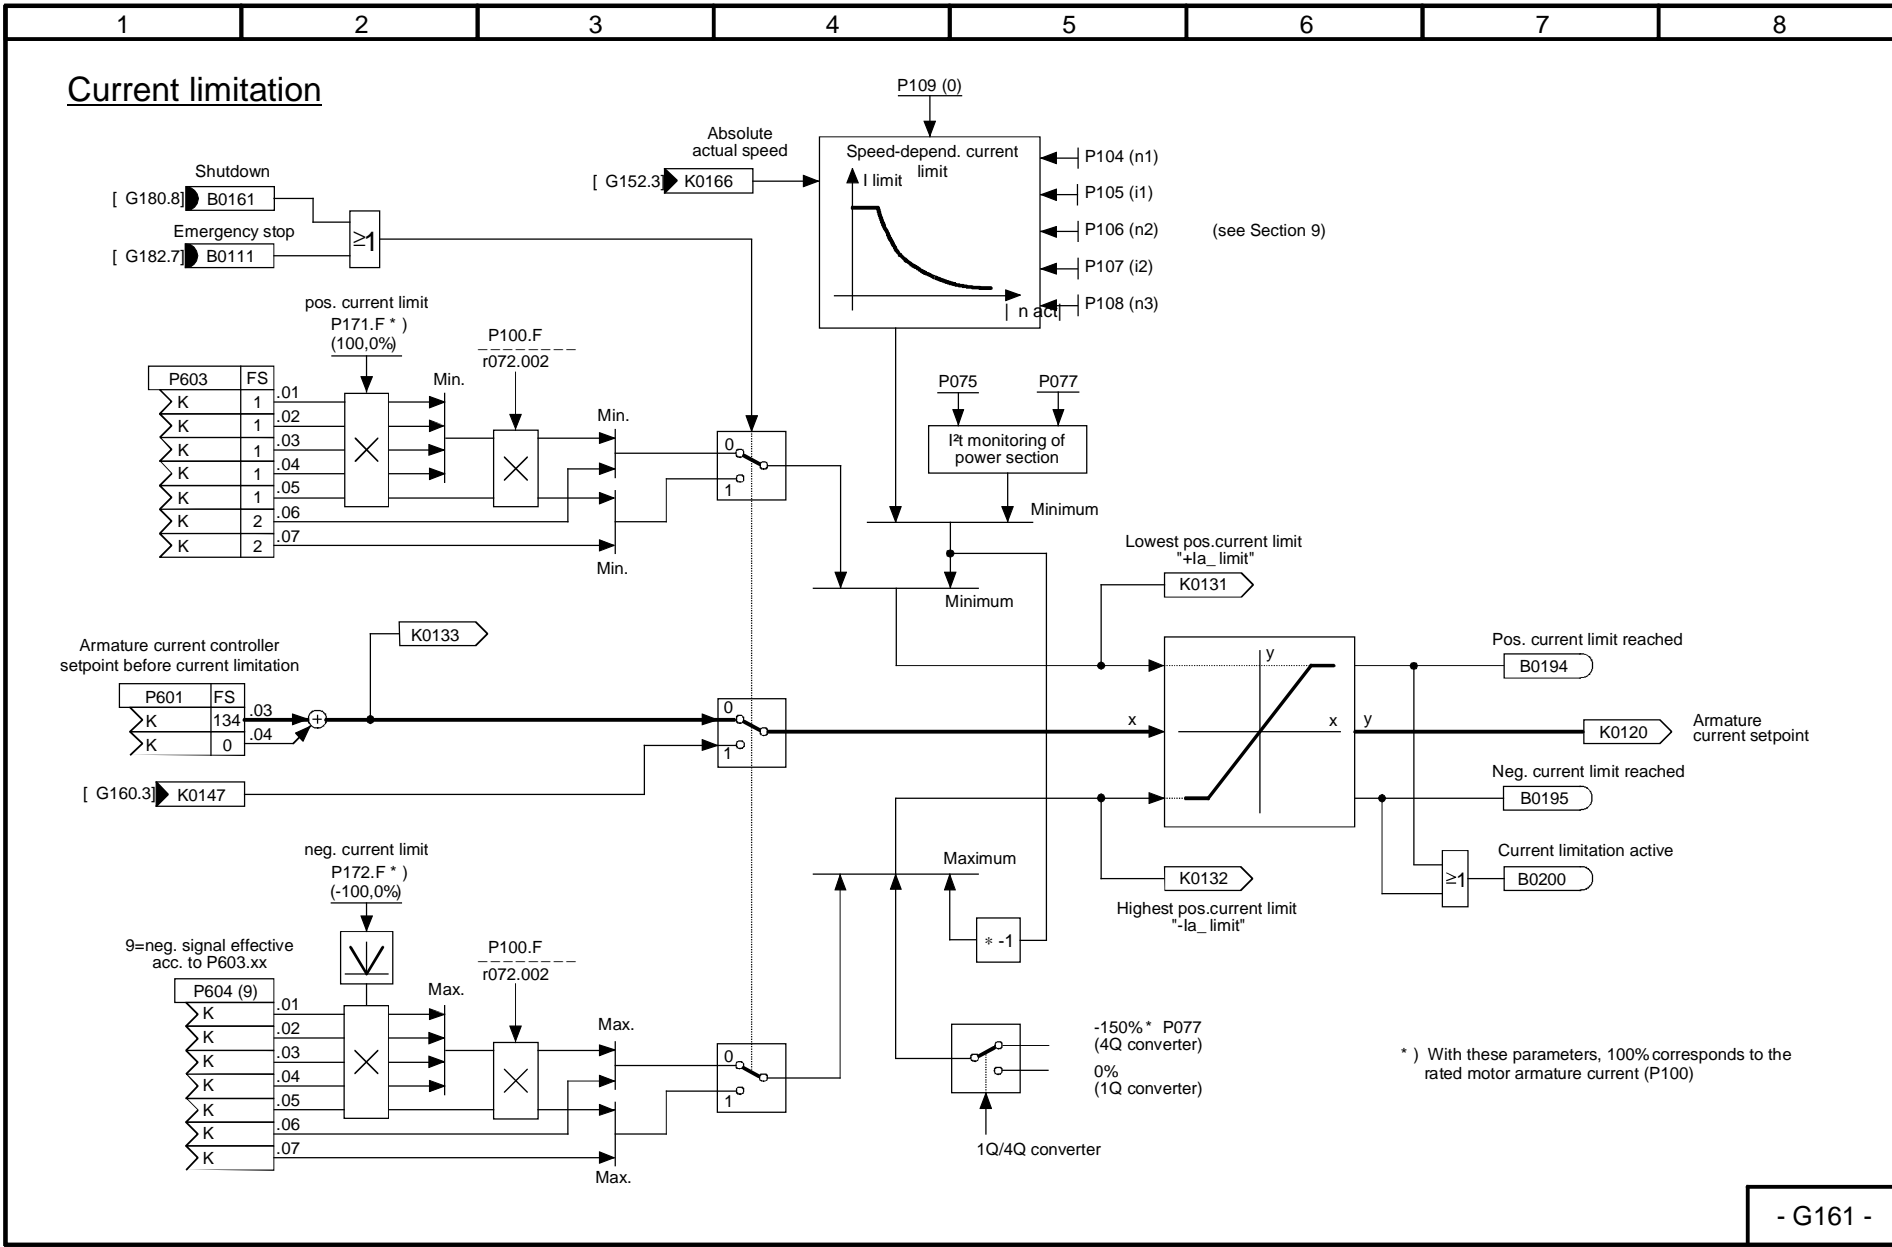 1 2 3 4 5 6 7 8
Current limitation
P109 (0)
Absolute
actual speed
[ G152.3] K0166
Speed-depend. current
limit
I limit
| n act|
P104 (n1)
P105 (i1)
P106 (n2)
P107 (i2)
P108 (n3)
(see Section 9)
Shutdown
[ G180.8] B0161
Emergency stop
[ G182.7] B0111
≥1
pos. current limit
P171.F * )
(100,0%)
P100.F
r072.002
P603 FS
K 1 .01
K 1 .02
K 1 .03
K 1 .04
K 1 .05
K 2 .06
K 2 .07
Min.
Min.
Min.
0
1
P075
P077
I²t monitoring of
power section
Minimum
Minimum
Lowest pos.current limit
"+Ia_ limit"
K0131
K0133
Armature current controller
setpoint before current limitation
P601 FS
K 134 .03
K 0 .04
+
[ G160.3] K0147
0
1
x
y
x
y
Pos. current limit reached
B0194
K0120
Armature
current setpoint
Neg. current limit reached
B0195
Current limitation active
≥1
B0200
K0132
Highest pos.current limit
"-Ia_ limit"
Maximum
* -1
neg. current limit
P172.F * )
(-100,0%)
9=neg. signal effective
acc. to P603.xx
P100.F
r072.002
P604 (9)
K .01
K .02
K .03
K .04
K .05
K .06
K .07
Max.
Max.
Max.
0
1
-150% * P077
(4Q converter)
0%
(1Q converter)
1Q/4Q converter
* ) With these parameters, 100% corresponds to the
rated motor armature current (P100)
- G161 -